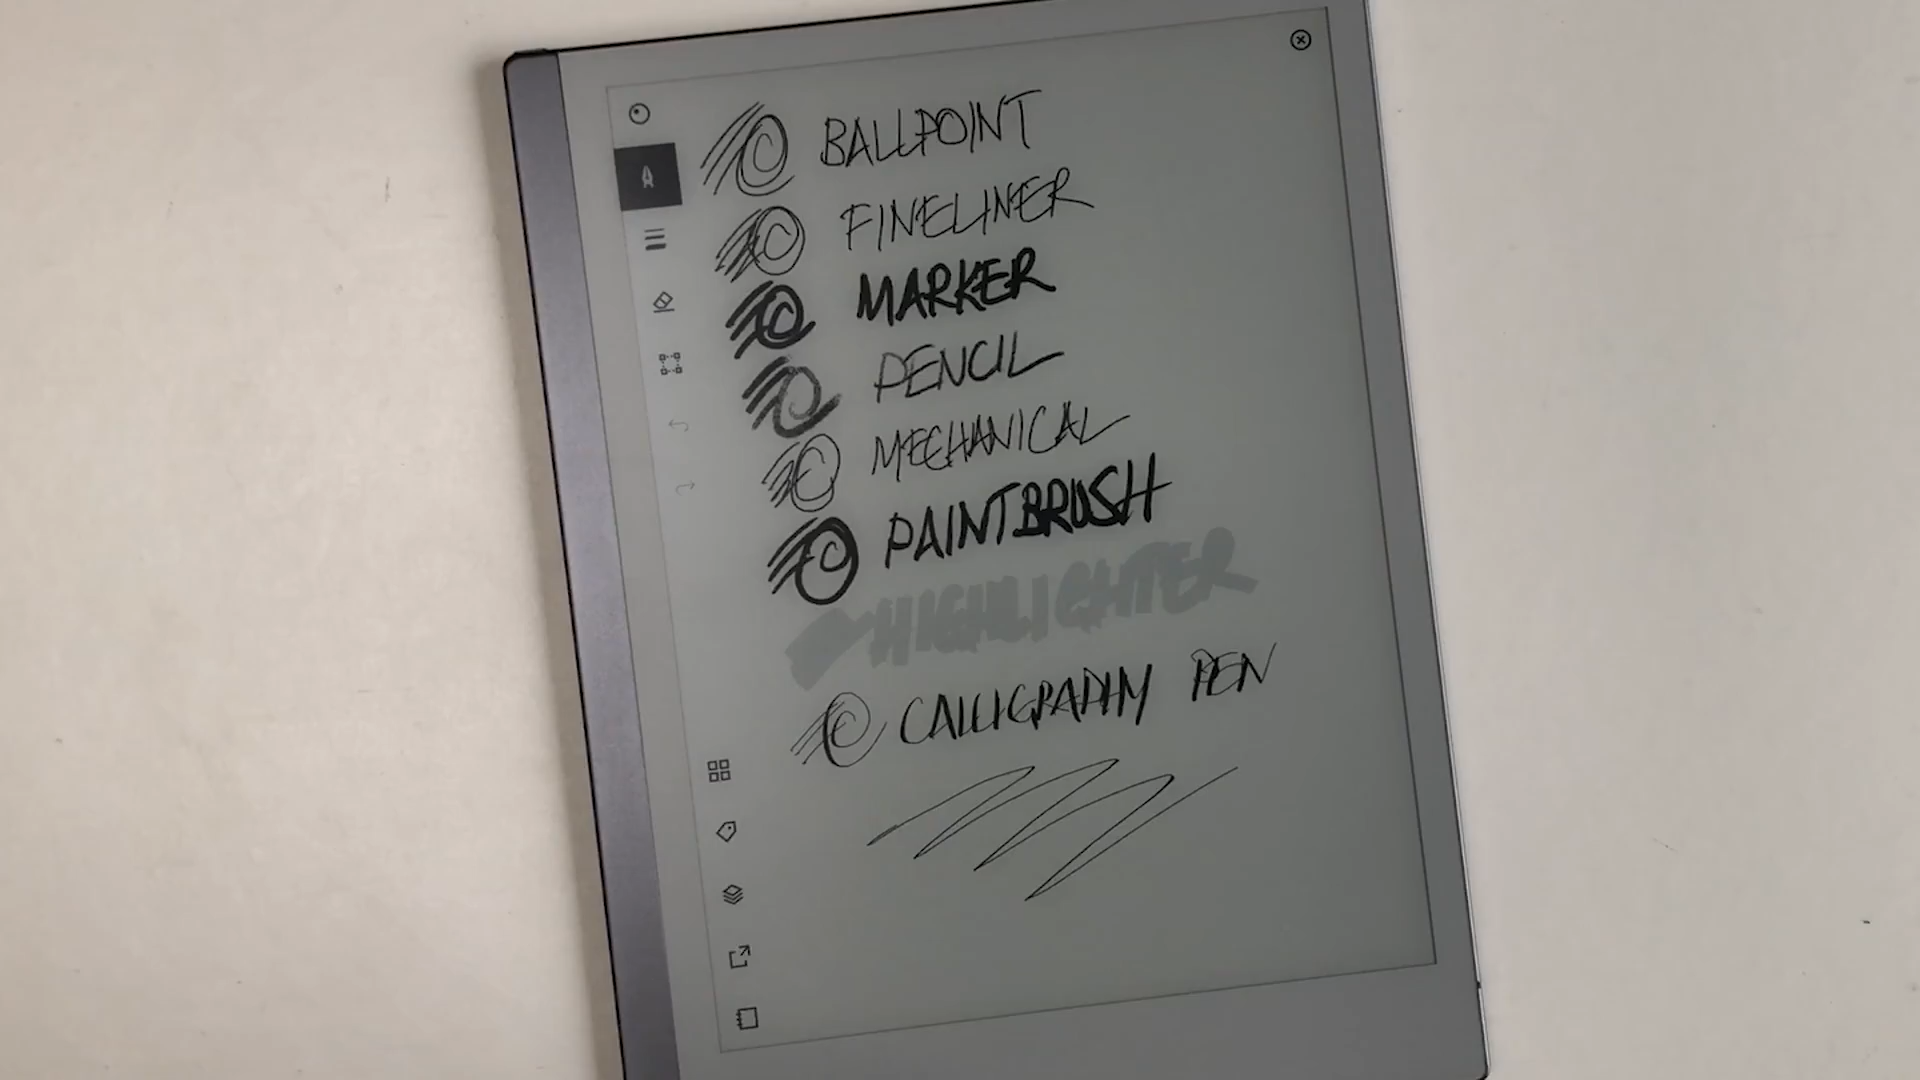 BALLPOINT
FINELINER
MARKER
PENCIL
MECHANICAL
PAINTBRUSH
HIGHLIGHTER
CALLIGRAPHY PEN